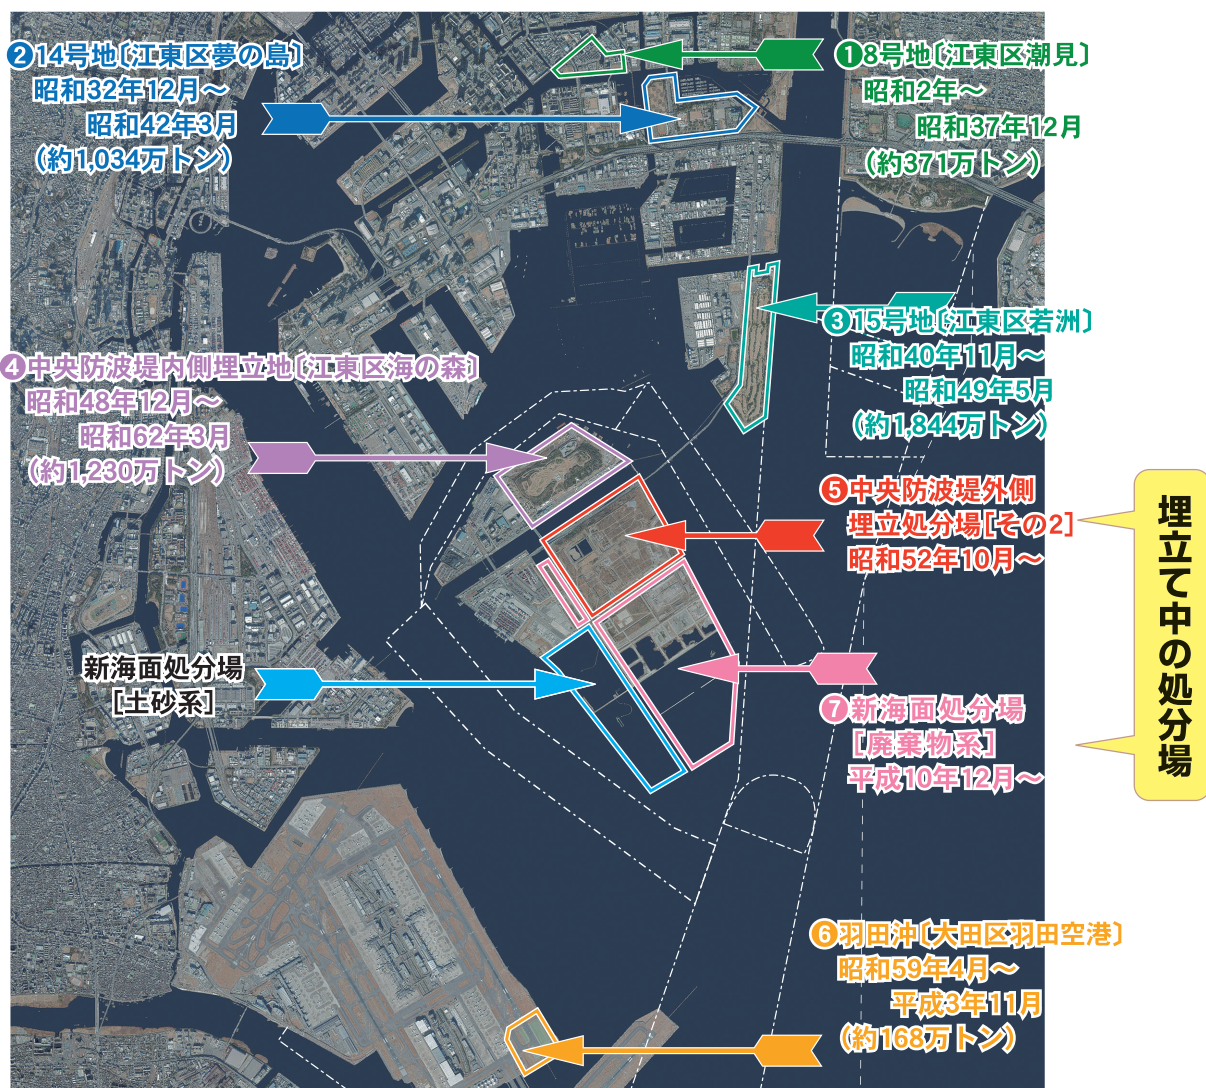 ❶8号地〔江東区潮見〕
昭和2年〜
昭和37年12月
（約371万トン）
❷14号地〔江東区夢の島〕
昭和32年12月〜
昭和42年3月
（約1,034万トン）
❸15号地〔江東区若洲〕
昭和40年11月〜
昭和49年5月
（約1,844万トン）
❹中央防波堤内側埋立地〔江東区海の森〕
昭和48年12月〜
昭和62年3月
（約1,230万トン）
❺中央防波堤外側
埋立処分場［その2］
昭和52年10月〜
埋立て中の処分場
新海面処分場
［土砂系］
❼新海面処分場
［廃棄物系］
平成10年12月〜
❻羽田沖〔大田区羽田空港〕
昭和59年4月〜
平成3年11月
（約168万トン）